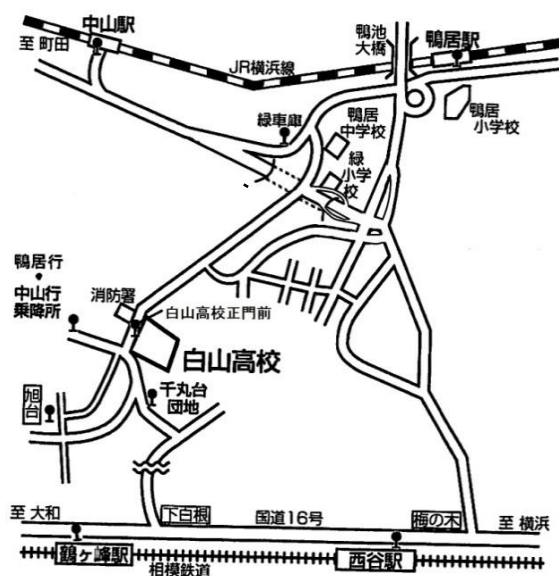 中山駅
至 町田
JR横浜線
鴨池
大橋
鴨居駅
鴨居
小学校
緑車庫
鴨居
中学校
緑
小学
校
鴨居行
・
中山行
乗降所
消防署
白山高校正門前
白山高校
旭
台
千丸台
団地
至 大和
下白根
国道16号
梅の木
至 横浜
鶴ヶ峰駅
相模鉄道
西谷駅